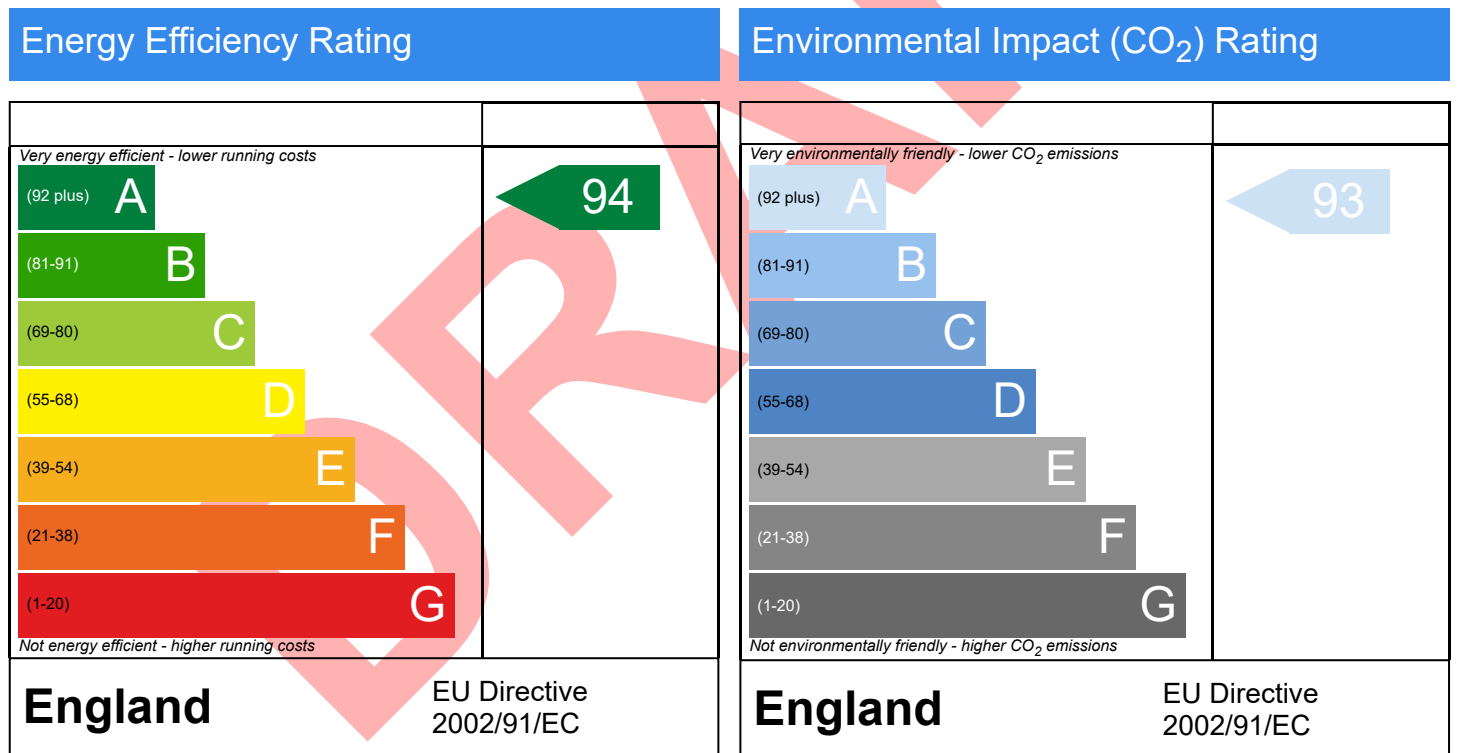 Energy Efficiency Rating
Very energy efficient - lower running costs
(92 plus) A
94
(81-91) B
(69-80) C
(55-68) D
(39-54) E
(21-38) F
(1-20) G
Not energy efficient - higher running costs
England
EU Directive
2002/91/EC
Environmental Impact (CO₂) Rating
Very environmentally friendly - lower CO₂ emissions
(92 plus) A
93
(81-91) B
(69-80) C
(55-68) D
(39-54) E
(21-38) F
(1-20) G
Not environmentally friendly - higher CO₂ emissions
England
EU Directive
2002/91/EC
DRA